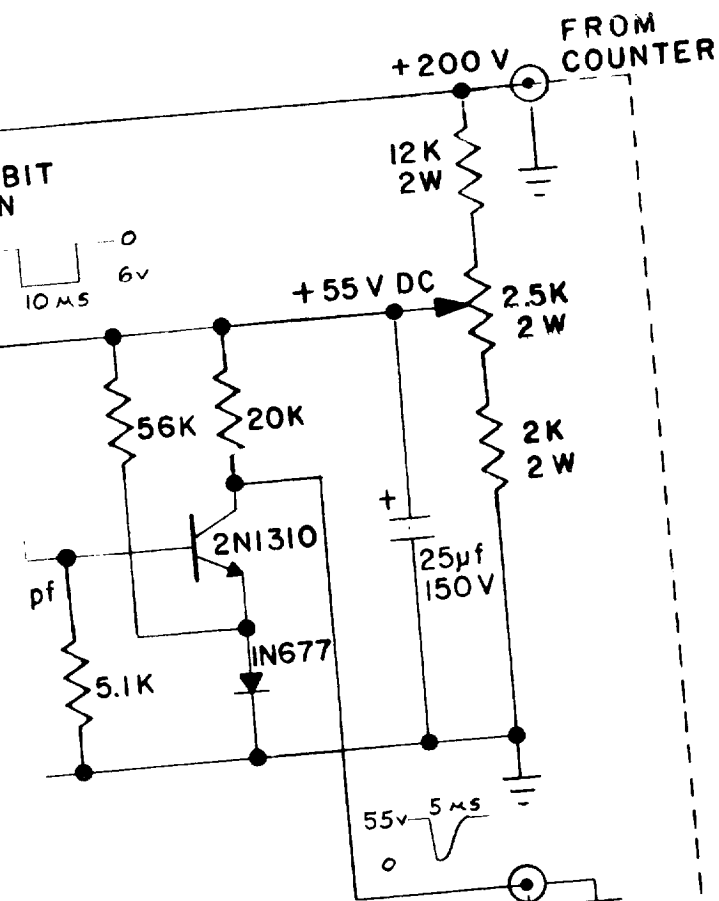 FROM
COUNTER
+200 V
12K
2W
BIT
N
0
6v
10 MS
+55 V DC
2.5K
2 W
56K
20K
2K
2 W
+
2N1310
25µf
150 V
pf
1N677
5.1K
55v
5 MS
0